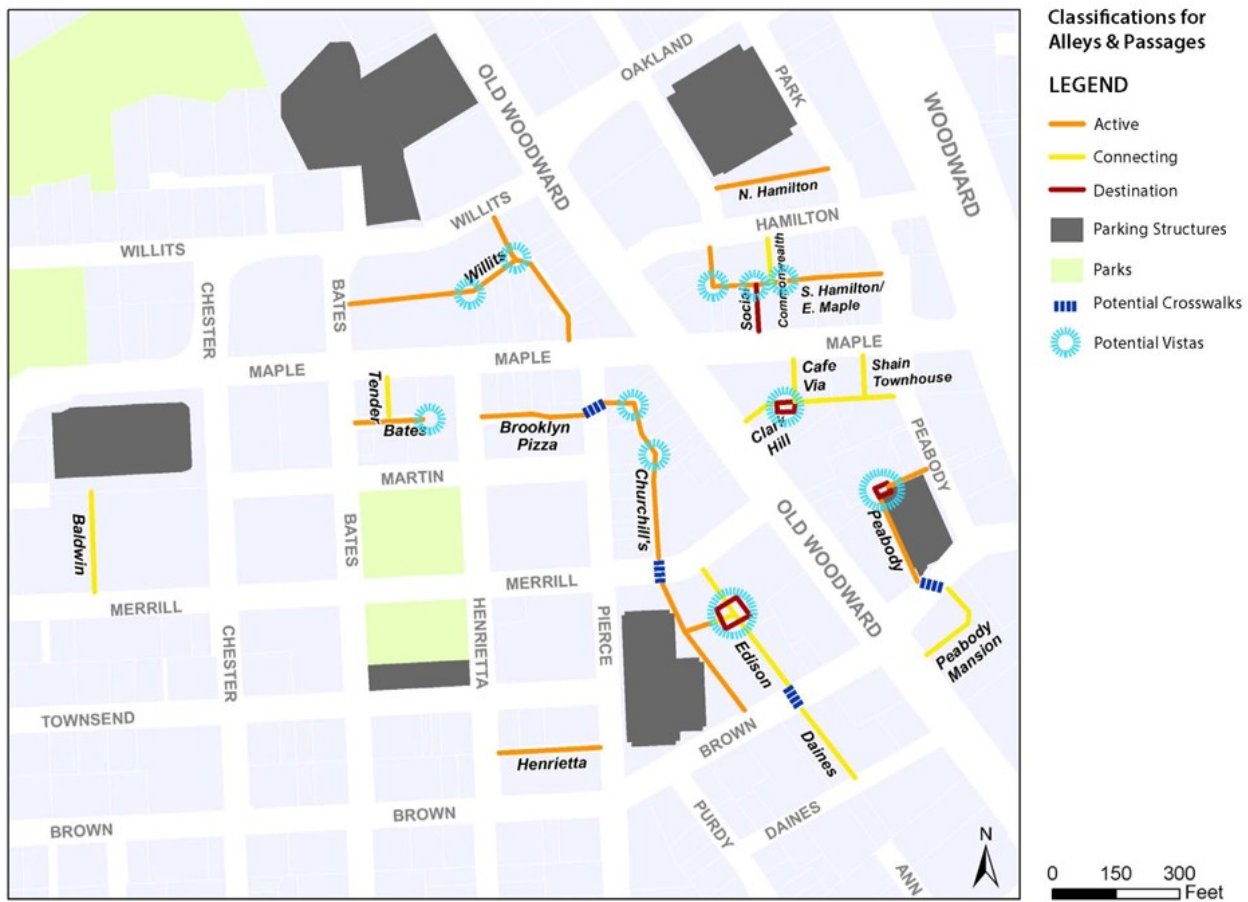 Classifications for
Alleys & Passages
LEGEND
Active
Connecting
Destination
Parking Structures
Parks
Potential Crosswalks
Potential Vistas
OAKLAND
PARK
OLD WOODWARD
WOODWARD
N. Hamilton
WILLITS
HAMILTON
WILLITS
Willits
Commonwealth
Social
S. Hamilton/
E. Maple
CHESTER
BATES
MAPLE
MAPLE
MAPLE
Tender
Bates
Brooklyn
Pizza
Cafe
Via
Shain
Townhouse
Clark
Hill
PEABODY
MARTIN
Churchill's
Peabody
Baldwin
BATES
OLD WOODWARD
MERRILL
MERRILL
HENRIETTA
PIERCE
CHESTER
Edison
Peabody
Mansion
TOWNSEND
BROWN
Henrietta
Daines
BROWN
BROWN
PURDY
DAINES
ANN
N
0 150 300
Feet